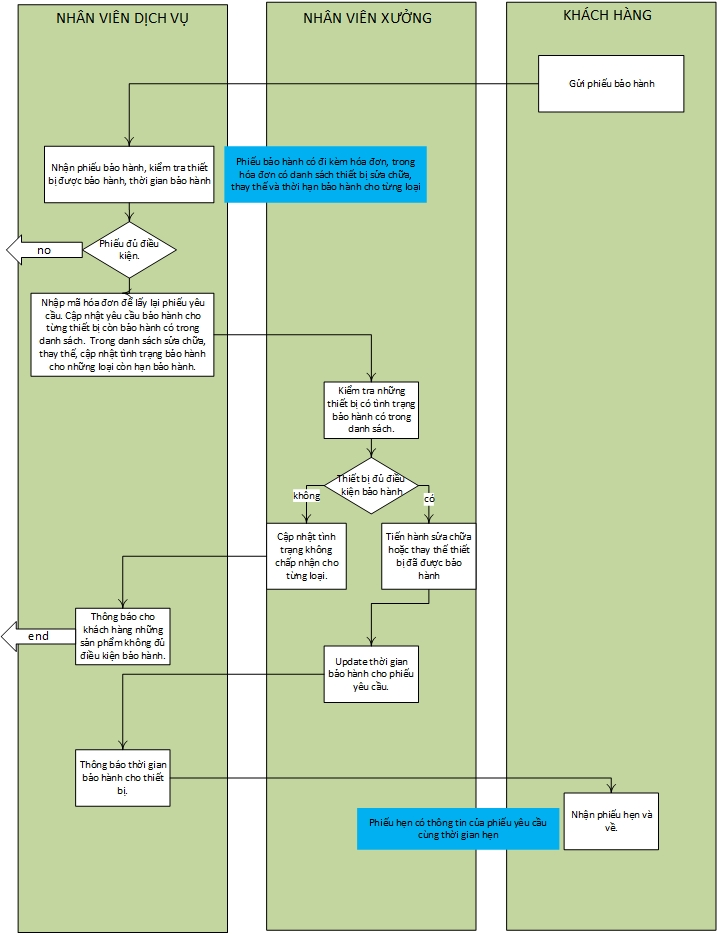 NHÂN VIÊN DỊCH VỤ
NHÂN VIÊN XƯỞNG
KHÁCH HÀNG
Gửi phiếu bảo hành
Nhận phiếu bảo hành, kiểm tra thiết
bị được bảo hành, thời gian bảo hành
Phiếu bảo hành có đi kèm hóa đơn, trong
hóa đơn có danh sách thiết bị sửa chữa,
thay thế và thời hạn bảo hành cho từng loại
Phiếu đủ điều
kiện.
no
Nhập mã hóa đơn để lấy lại phiếu yêu
cầu. Cập nhật yêu cầu bảo hành cho
từng thiết bị còn bảo hành có trong
danh sách. Trong danh sách sửa chữa,
thay thế, cập nhật tình trạng bảo hành
cho những loại còn hạn bảo hành.
Kiểm tra những
thiết bị có tình trạng
bảo hành có trong
danh sách.
Thiết bị đủ điều
kiện bảo hành
không
có
Cập nhật tình
trạng không
chấp nhận cho
từng loại.
Tiến hành sửa chữa
hoặc thay thế thiết
bị đã được bảo
hành
Thông báo cho
khách hàng những
sản phẩm không đủ
điều kiện bảo hành.
end
Update thời gian
bảo hành cho phiếu
yêu cầu.
Thông báo thời gian
bảo hành cho thiết
bị.
Nhận phiếu hẹn và
về.
Phiếu hẹn có thông tin của phiếu yêu cầu
cùng thời gian hẹn